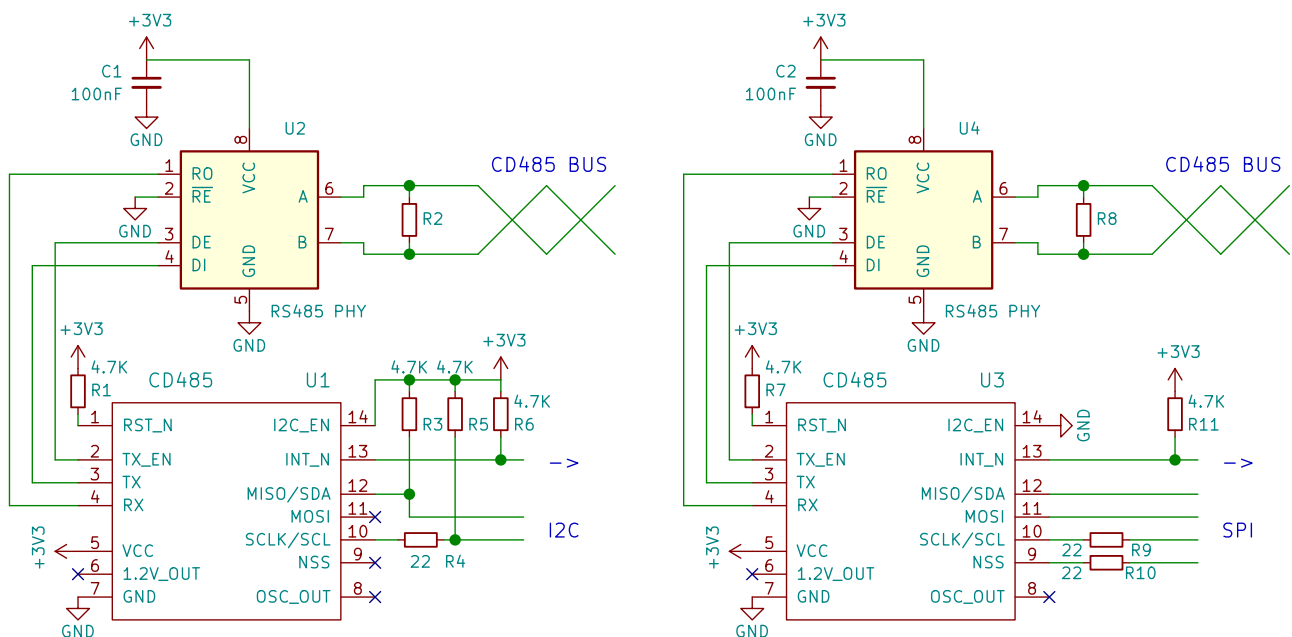 +3V3
C1
100nF
GND
U2
8
VCC
1 RO
2 RE
GND
3 DE
4 DI
A 6
B 7
GND
5
GND
RS485 PHY
R2
CD485 BUS
+3V3
4.7K
R1
CD485
U1
4.7K
4.7K
+3V3
4.7K
R3
R5
R6
1 RST_N
2 TX_EN
3 TX
4 RX
+3V3
5 VCC
6 1.2V_OUT
7 GND
GND
I2C_EN 14
INT_N 13
MISO/SDA 12
MOSI 11
SCLK/SCL 10
NSS 9
OSC_OUT 8
22 R4
->
I2C
+3V3
C2
100nF
GND
U4
8
VCC
1 RO
2 RE
GND
3 DE
4 DI
A 6
B 7
GND
5
GND
RS485 PHY
R8
CD485 BUS
+3V3
4.7K
R7
CD485
U3
+3V3
4.7K
R11
1 RST_N
2 TX_EN
3 TX
4 RX
+3V3
5 VCC
6 1.2V_OUT
7 GND
GND
I2C_EN 14
GND
INT_N 13
MISO/SDA 12
MOSI 11
SCLK/SCL 10
NSS 9
OSC_OUT 8
22 R9
22 R10
->
SPI